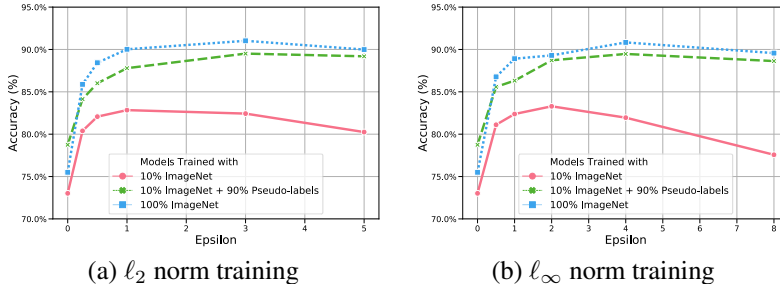 90.0%
85.0%
80.0%
75.0%
70.0%
Accuracy (%)
Models Trained with
10% ImageNet
10% ImageNet + 90% Pseudo-labels
100% ImageNet
0 1 2 3 4 5
Epsilon
(a) ℓ₂ norm training
95.0%
90.0%
85.0%
80.0%
75.0%
70.0%
Accuracy (%)
Models Trained with
10% ImageNet
10% ImageNet + 90% Pseudo-labels
100% ImageNet
0 1 2 3 4 5 6 7 8
Epsilon
(b) ℓ∞ norm training